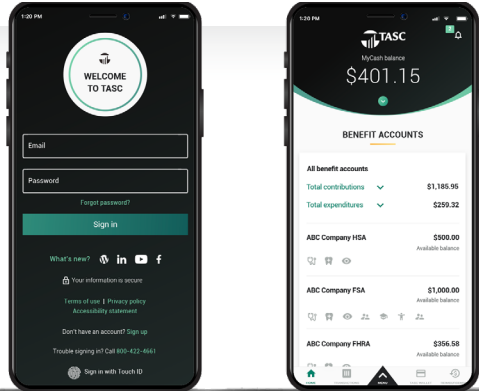 1:20 PM
WELCOME
TO TASC
Email
Password
Forgot password?
Sign in
What's new?
Your information is secure
Terms of use | Privacy policy
Accessibility statement
Don't have an account? Sign up
Trouble signing in? Call 800-422-4661
Sign in with Touch ID
1:20 PM
TASC
MyCash balance
$401.15
BENEFIT ACCOUNTS
All benefit accounts
Total contributions $1,185.95
Total expenditures $259.32
ABC Company HSA $500.00
Available balance
ABC Company FSA $1,000.00
Available balance
ABC Company FHRA $356.58
Available balance
HOME
MENU